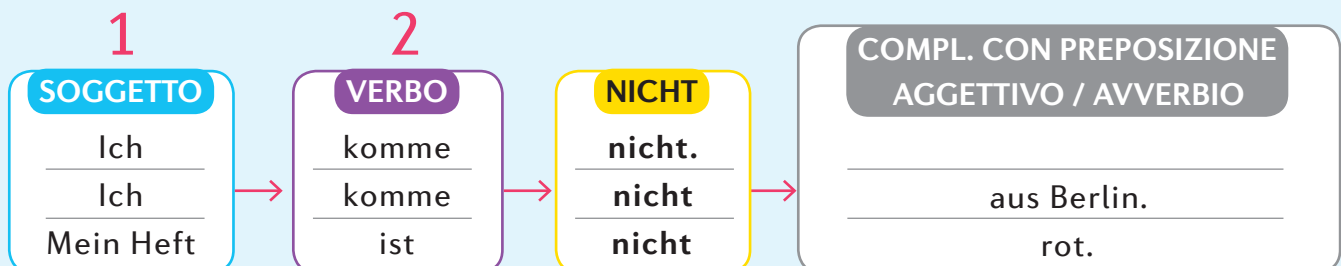 1 2
SOGGETTO VERBO NICHT COMPL. CON PREPOSIZIONE
AGGETTIVO / AVVERBIO
Ich komme nicht.
Ich komme nicht aus Berlin.
Mein Heft ist nicht rot.